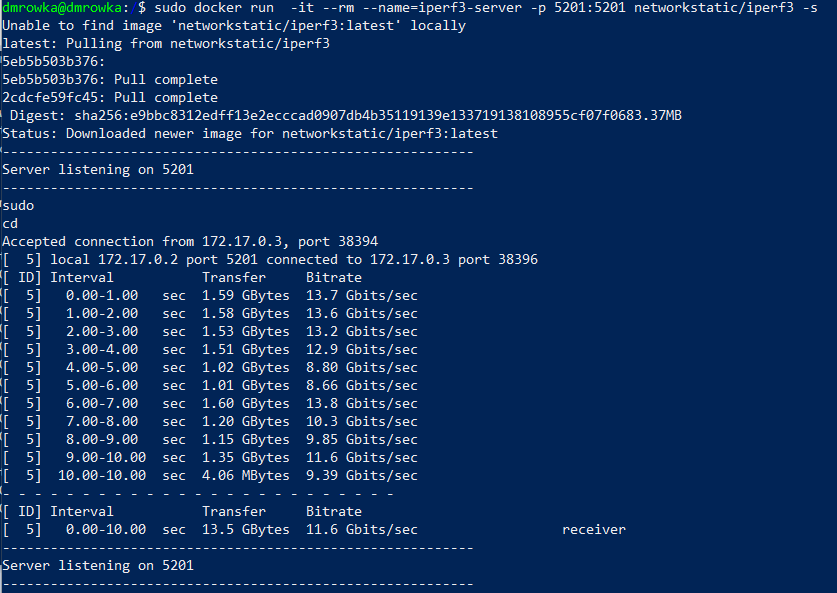 dmrowka@dmrowka:~$ sudo docker run  -it --rm --name=iperf3-server -p 5201:5201 networkstatic/iperf3 -s
Unable to find image 'networkstatic/iperf3:latest' locally
latest: Pulling from networkstatic/iperf3
5eb5b503b376:
5eb5b503b376: Pull complete
2cdcfe59fc45: Pull complete
 Digest: sha256:e9bbc8312edff13e2ecccad0907db4b35119139e133719138108955cf07f0683.37MB
Status: Downloaded newer image for networkstatic/iperf3:latest
-----------------------------------------------------------
Server listening on 5201
-----------------------------------------------------------
sudo
cd
Accepted connection from 172.17.0.3, port 38394
[  5] local 172.17.0.2 port 5201 connected to 172.17.0.3 port 38396
[ ID] Interval           Transfer     Bitrate
[  5]   0.00-1.00   sec  1.59 GBytes  13.7 Gbits/sec
[  5]   1.00-2.00   sec  1.58 GBytes  13.6 Gbits/sec
[  5]   2.00-3.00   sec  1.53 GBytes  13.2 Gbits/sec
[  5]   3.00-4.00   sec  1.51 GBytes  12.9 Gbits/sec
[  5]   4.00-5.00   sec  1.02 GBytes  8.80 Gbits/sec
[  5]   5.00-6.00   sec  1.01 GBytes  8.66 Gbits/sec
[  5]   6.00-7.00   sec  1.60 GBytes  13.8 Gbits/sec
[  5]   7.00-8.00   sec  1.20 GBytes  10.3 Gbits/sec
[  5]   8.00-9.00   sec  1.15 GBytes  9.85 Gbits/sec
[  5]   9.00-10.00  sec  1.35 GBytes  11.6 Gbits/sec
[  5]  10.00-10.00  sec  4.06 MBytes  9.39 Gbits/sec
- - - - - - - - - - - - - - - - - - - - - - - - -
[ ID] Interval           Transfer     Bitrate
[  5]   0.00-10.00  sec  13.5 GBytes  11.6 Gbits/sec                  receiver
-----------------------------------------------------------
Server listening on 5201
-----------------------------------------------------------